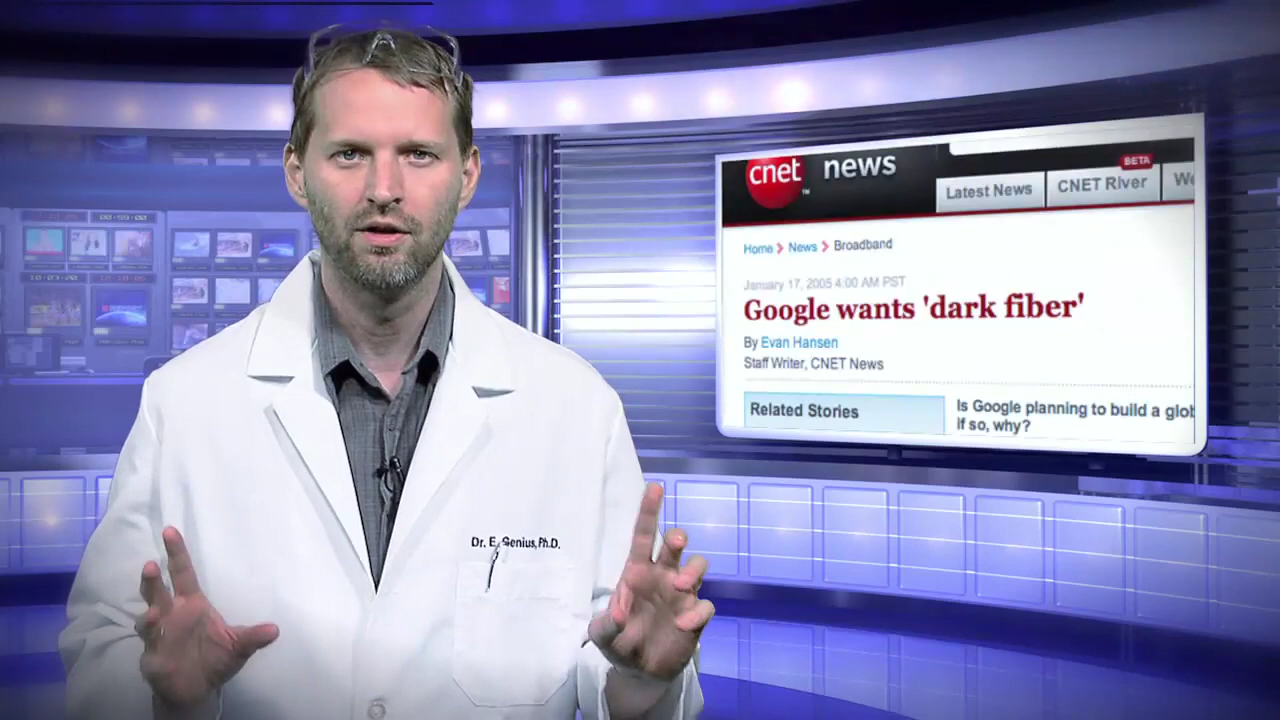 cnet news
BETA
Latest News
CNET River
We
Home > News > Broadband
January 17, 2005 4:00 AM PST
Google wants 'dark fiber'
By Evan Hansen
Staff Writer, CNET News
Related Stories
Is Google planning to build a glob
If so, why?
Dr. E. Genius, Ph.D.